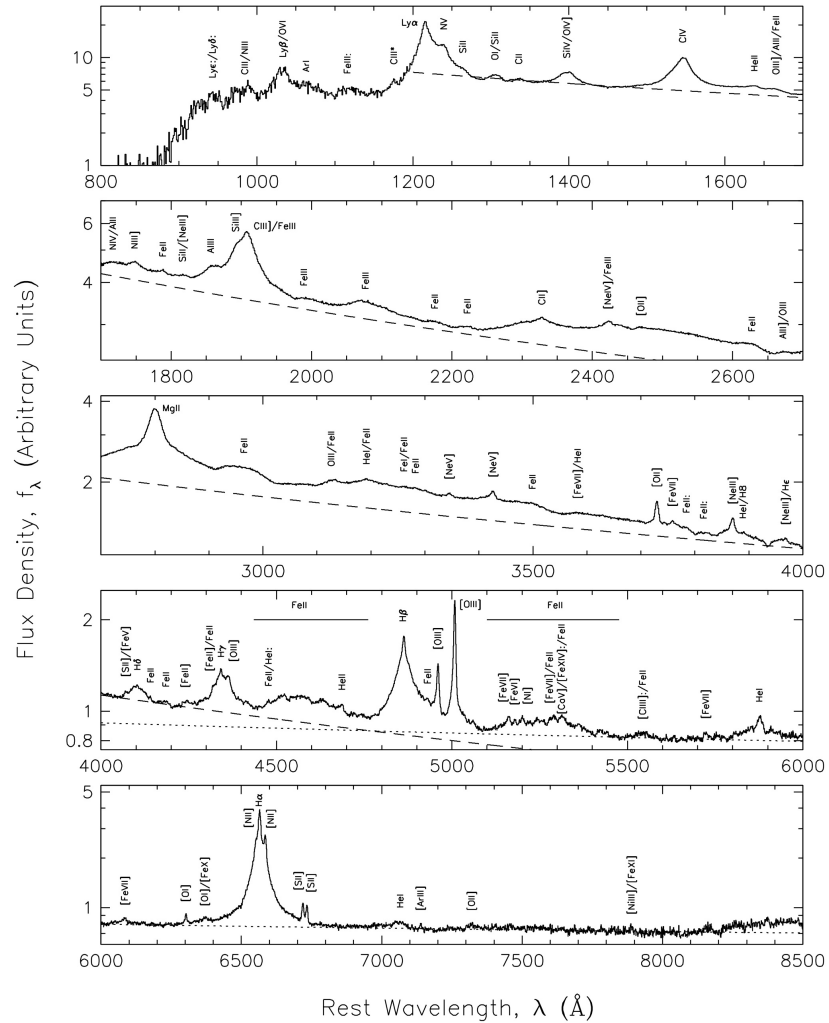 Flux Density, fλ (Arbitrary Units)
10
5
1
Lyε:/Lyδ:
CIII/NIII
Lyβ/OVI
ArI
FeIII:
CIII*
Lyα
NV
SiII
OI/SiII
CII
SiIV/OIV]
CIV
HeII
OIII]/AlII/FeII
800 1000 1200 1400 1600
6
4
NIV/AlII
NIII]
FeII
SiII/[NeIII]
AlIII
SiIII]
CIII]/FeIII
FeIII
FeIII
FeII
FeII
CII]
[NeIV]/FeIII
[OII]
FeII
AlII]/OIII
1800 2000 2200 2400 2600
4
2
MgII
FeII
OIII/FeII
HeI/FeII
FeI/FeII
FeII
[NeV]
[NeV]
FeII
[FeVII]/HeI
[OII]
[FeVII]
FeII:
FeII:
[NeIII]
HeI/H8
[NeIII]/Hε
3000 3500 4000
2
1
0.8
[SII]/[FeV]
Hδ
FeII
FeII
[FeII]
[FeII]/FeII
Hγ
[OIII]
FeII
FeII/HeI:
HeII
Hβ
FeII
[OIII]
[OIII]
FeII
[FeVII]
[FeVI]
[NI]
[FeVII]/FeII
[CaV]/[FeXIV]:/FeII
[ClIII]:/FeII
[FeVII]
HeI
4000 4500 5000 5500 6000
5
1
[FeVII]
[OI]
[OI]/[FeX]
[NII]
Hα
[NII]
[SII]
[SII]
HeI
[ArIII]
[OII]
[NiIII]/[FeXI]
6000 6500 7000 7500 8000 8500
Rest Wavelength, λ (Å)